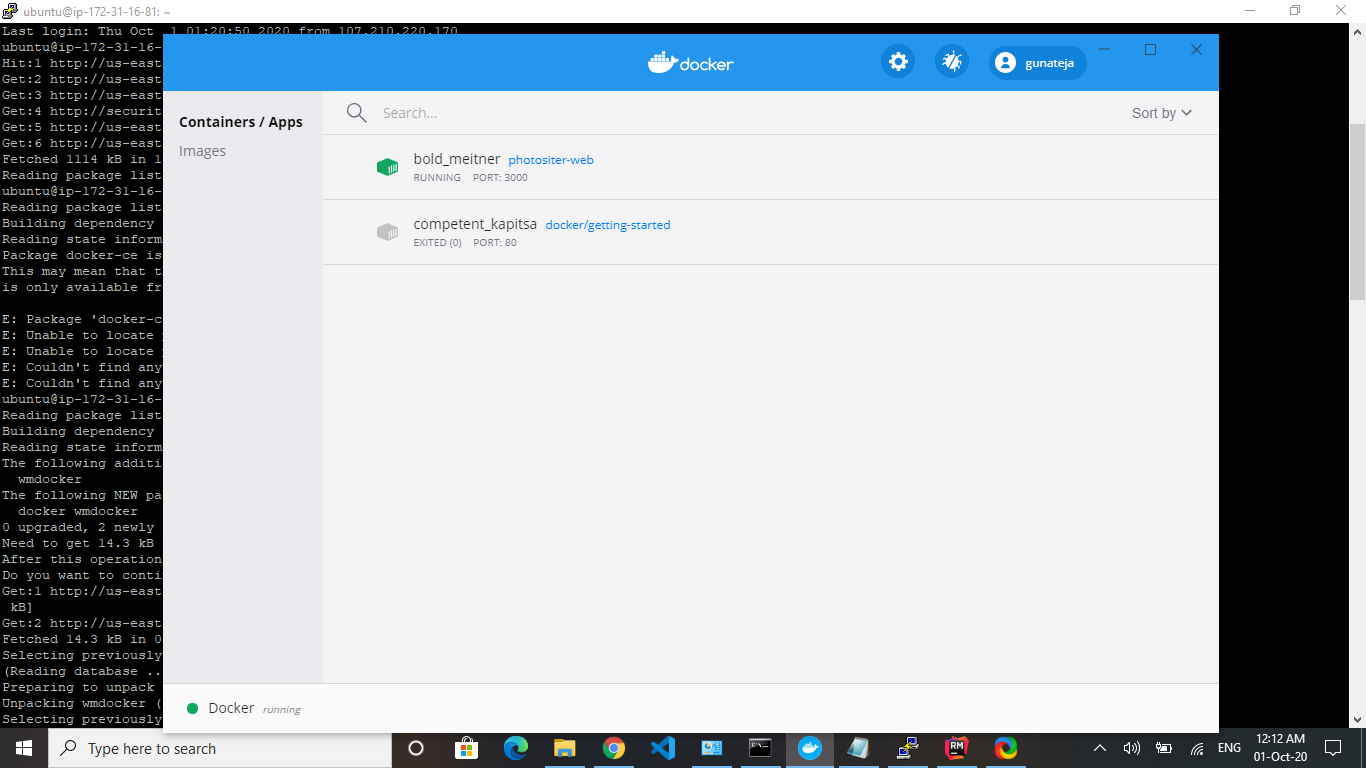 ubuntu@ip-172-31-16-81: ~
Last login: Thu Oct 1 01:20:50 2020 from 107.210.220.170
ubuntu@ip-172-31-16-
Hit:1 http://us-east
Get:2 http://us-east
Get:3 http://us-east
Get:4 http://securit
Get:5 http://us-east
Get:6 http://us-east
Fetched 1114 kB in 1
Reading package list
ubuntu@ip-172-31-16-
Reading package list
Building dependency
Reading state inform
Package docker-ce is
This may mean that t
is only available fr
E: Package 'docker-c
E: Unable to locate
E: Unable to locate
E: Couldn't find any
E: Couldn't find any
ubuntu@ip-172-31-16-
Reading package list
Building dependency
Reading state inform
The following additi
wmdocker
The following NEW pa
docker wmdocker
0 upgraded, 2 newly
Need to get 14.3 kB
After this operation
Do you want to conti
Get:1 http://us-east
kB]
Get:2 http://us-east
Fetched 14.3 kB in 0
Selecting previously
(Reading database ..
Preparing to unpack
Unpacking wmdocker (
Selecting previously
docker
gunateja
Containers / Apps
Images
Search...
Sort by
bold_meitner photositer-web
RUNNING PORT: 3000
competent_kapitsa docker/getting-started
EXITED (0) PORT: 80
Docker running
Type here to search
RM
ENG
12:12 AM
01-Oct-20